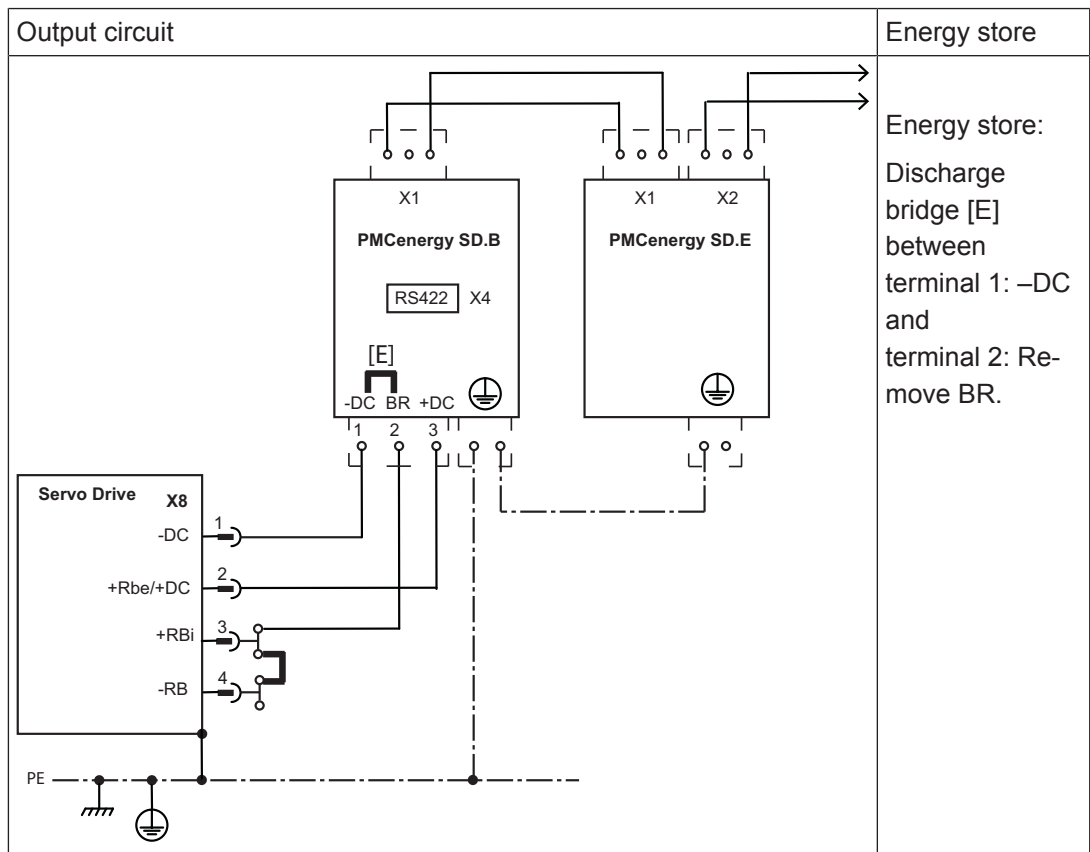 Output circuit
Energy store
Energy store:
Discharge
bridge [E]
between
terminal 1: –DC
and
terminal 2: Re-
move BR.
X1
X1
X2
PMCenergy SD.B
PMCenergy SD.E
RS422
X4
[E]
-DC BR +DC
1
2
3
Servo Drive
X8
-DC
1
+Rbe/+DC
2
+RBi
3
-RB
4
PE